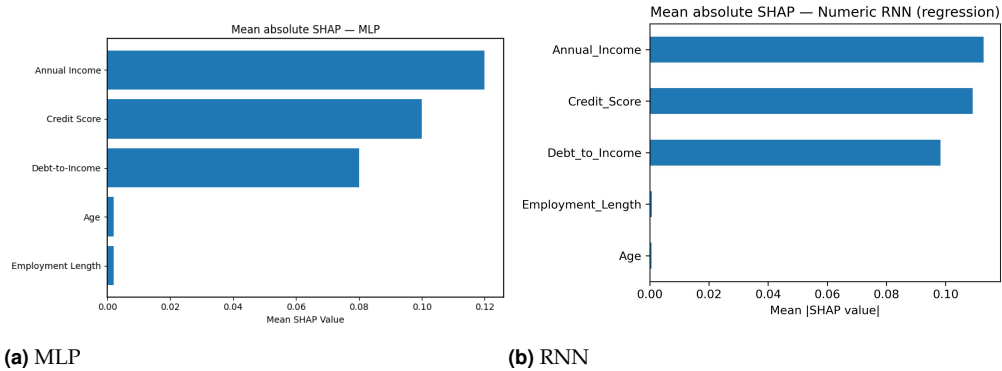 Mean absolute SHAP — MLP
Annual Income
Credit Score
Debt-to-Income
Age
Employment Length
0.00 0.02 0.04 0.06 0.08 0.10 0.12
Mean SHAP Value
(a) MLP
Mean absolute SHAP — Numeric RNN (regression)
Annual_Income
Credit_Score
Debt_to_Income
Employment_Length
Age
0.00 0.02 0.04 0.06 0.08 0.10
Mean |SHAP value|
(b) RNN